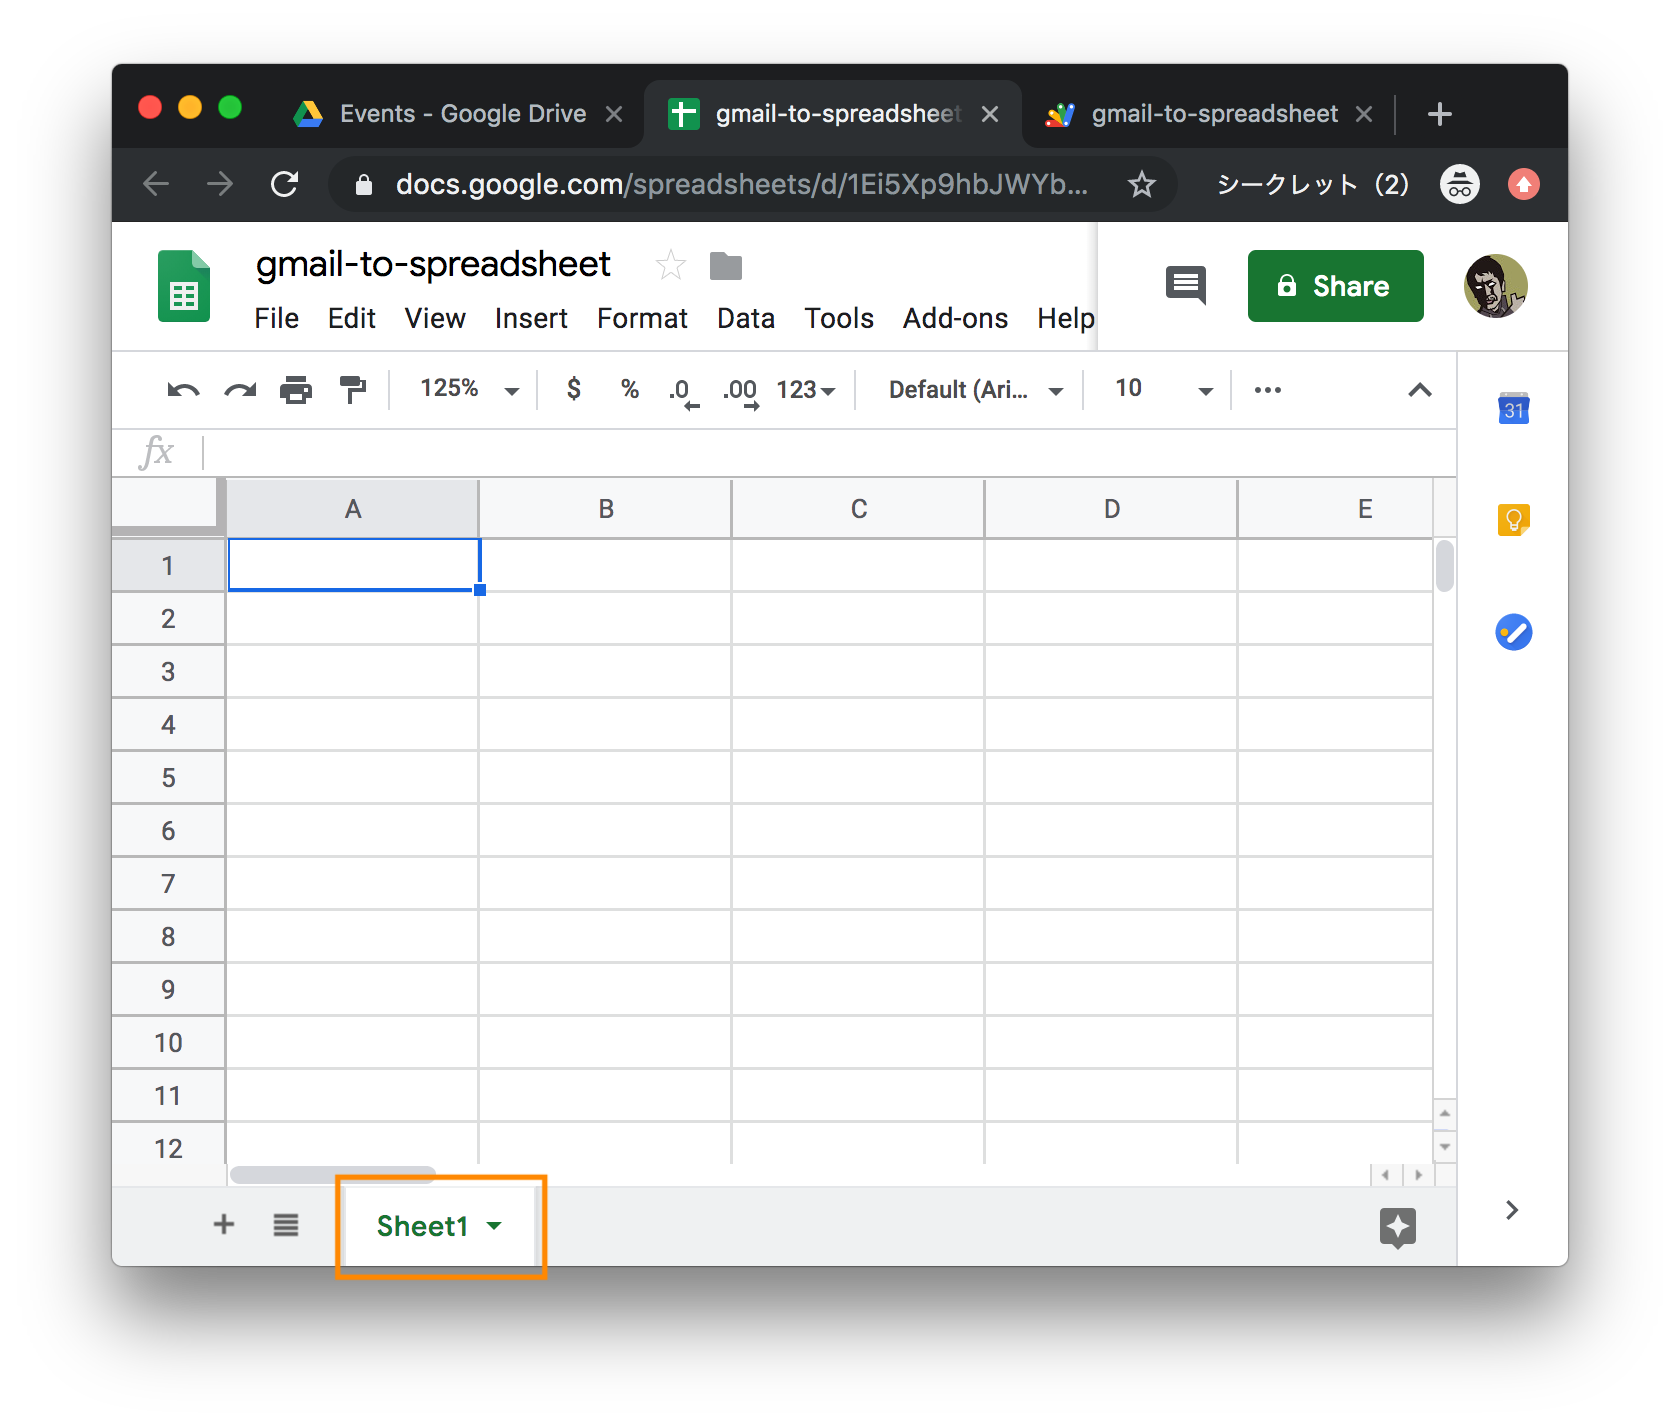 Events - Google Drive
gmail-to-spreadsheet
gmail-to-spreadsheet
docs.google.com/spreadsheets/d/1Ei5Xp9hbJWYb...
シークレット (2)
gmail-to-spreadsheet
File Edit View Insert Format Data Tools Add-ons Help
Share
125% $ % .0 .00 123 Default (Ari... 10
31
fx
A B C D E
1
2
3
4
5
6
7
8
9
10
11
12
Sheet1